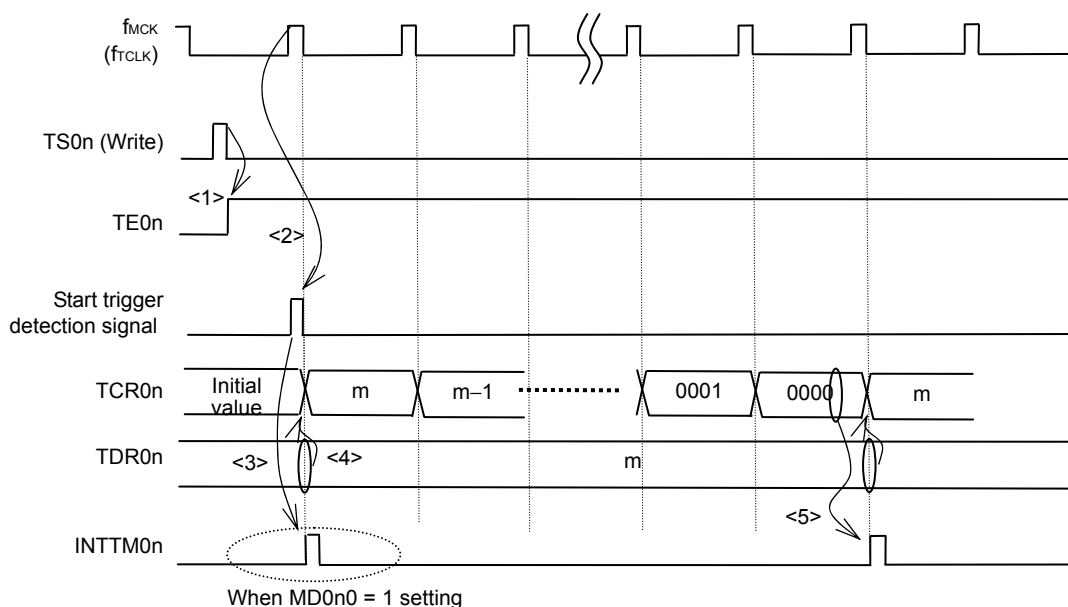 fMCK
(fTCLK)
TS0n (Write)
<1>
TE0n
<2>
Start trigger
detection signal
TCR0n
Initial
value
m
m−1
0001
0000
m
TDR0n
<3>
<4>
m
<5>
INTTM0n
When MD0n0 = 1 setting